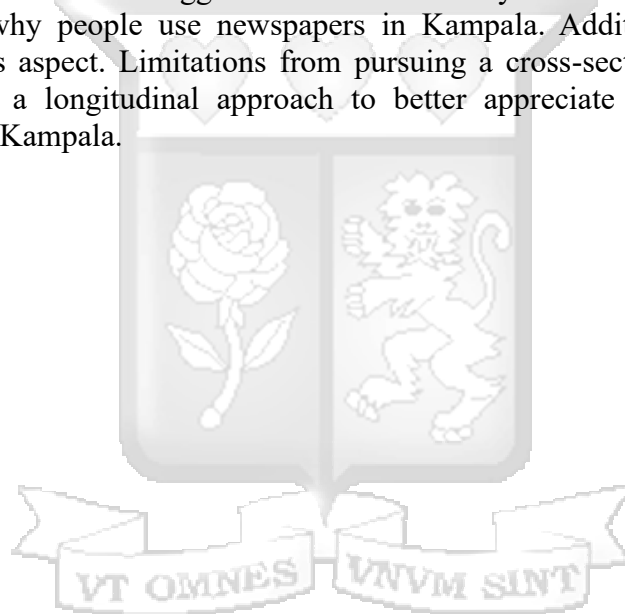 why people use newspapers in Kampala. Addit
s aspect. Limitations from pursuing a cross-sect
a longitudinal approach to better appreciate
Kampala.
VT OMNES VNVM SINT